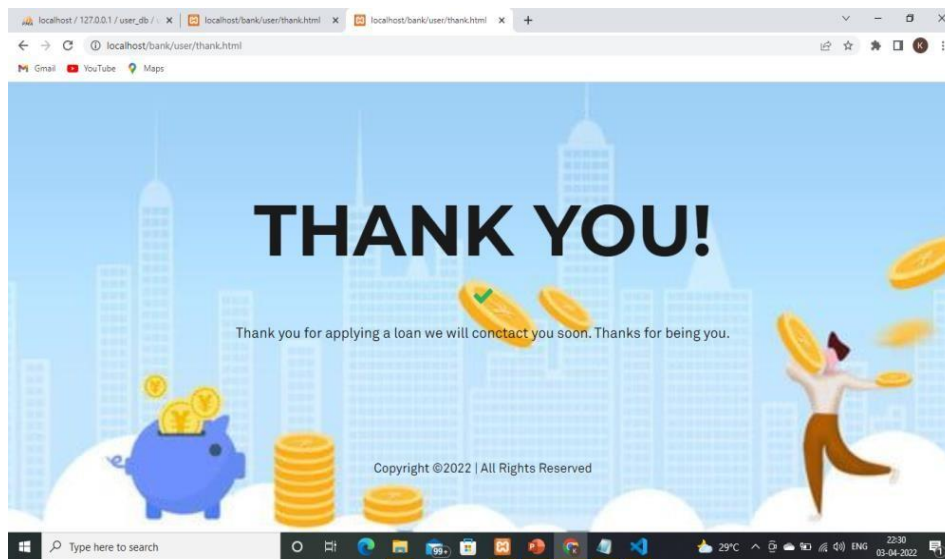 localhost / 127.0.0.1 / user_db /
localhost/bank/user/thank.html
localhost/bank/user/thank.html
localhost/bank/user/thank.html
Gmail
YouTube
Maps
K
THANK YOU!
Thank you for applying a loan we will conctact you soon. Thanks for being you.
¥
¥
¥
¥
Copyright ©2022 | All Rights Reserved
Type here to search
99+
29°C
ENG
22:30
03-04-2022